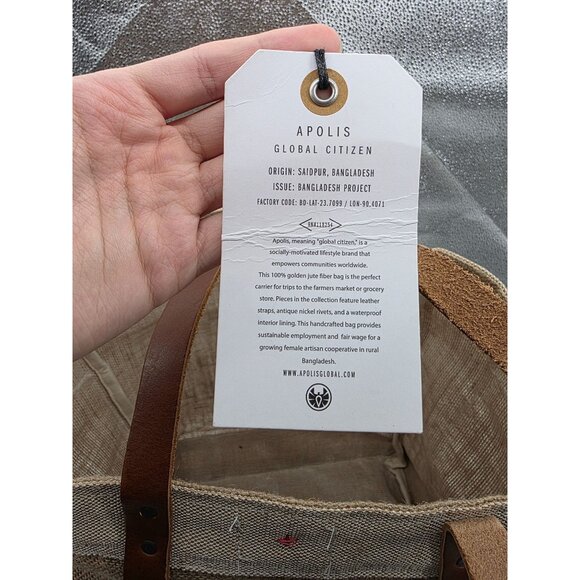 APOLIS
GLOBAL CITIZEN
ORIGIN: SAIDPUR, BANGLADESH
ISSUE: BANGLADESH PROJECT
FACTORY CODE: BD-LAT-23.7099 / LON-90.4071
RN#118254
Apolis, meaning "global citizen," is a
socially-motivated lifestyle brand that
empowers communities worldwide.
This 100% golden jute fiber bag is the perfect
carrier for trips to the farmers market or grocery
store. Pieces in the collection feature leather
straps, antique nickel rivets, and a waterproof
interior lining. This handcrafted bag provides
sustainable employment and fair wage for a
growing female artisan cooperative in rural
Bangladesh.
WWW.APOLISGLOBAL.COM